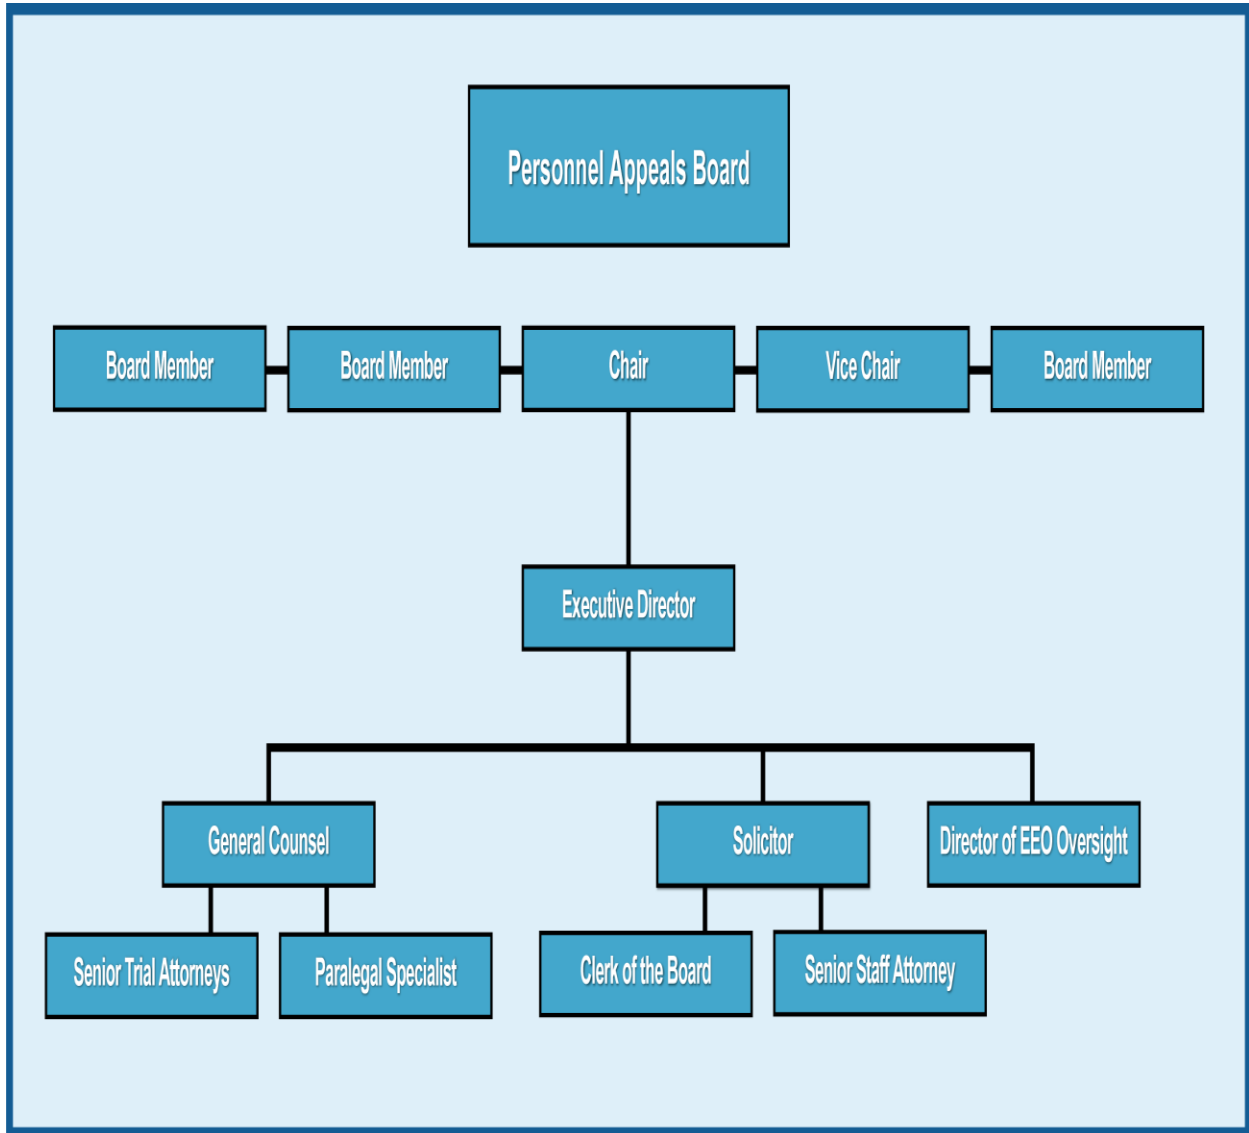 Personnel Appeals Board
Board Member
Board Member
Chair
Vice Chair
Board Member
Executive Director
General Counsel
Solicitor
Director of EEO Oversight
Senior Trial Attorneys
Paralegal Specialist
Clerk of the Board
Senior Staff Attorney